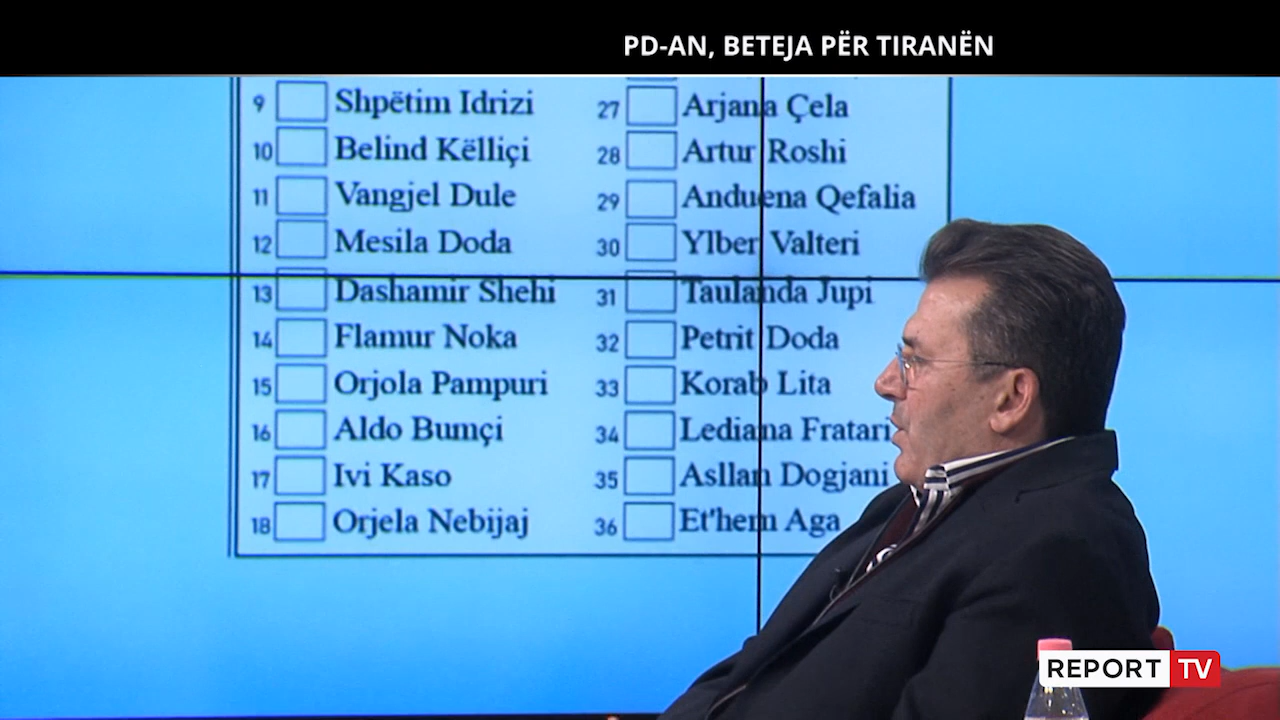 PD-AN, BETEJA PËR TIRANËN
9 Shpëtim Idrizi
10 Belind Këlliçi
11 Vangjel Dule
12 Mesila Doda
13 Dashamir Shehi
14 Flamur Noka
15 Orjola Pampuri
16 Aldo Bumçi
17 Ivi Kaso
18 Orjela Nebijaj
27 Arjana Çela
28 Artur Roshi
29 Anduena Qefalia
30 Ylber Valteri
31 Taulanda Jupi
32 Petrit Doda
33 Korab Lita
34 Lediana Fratari
35 Asllan Dogjani
36 Et'hem Aga
REPORT TV